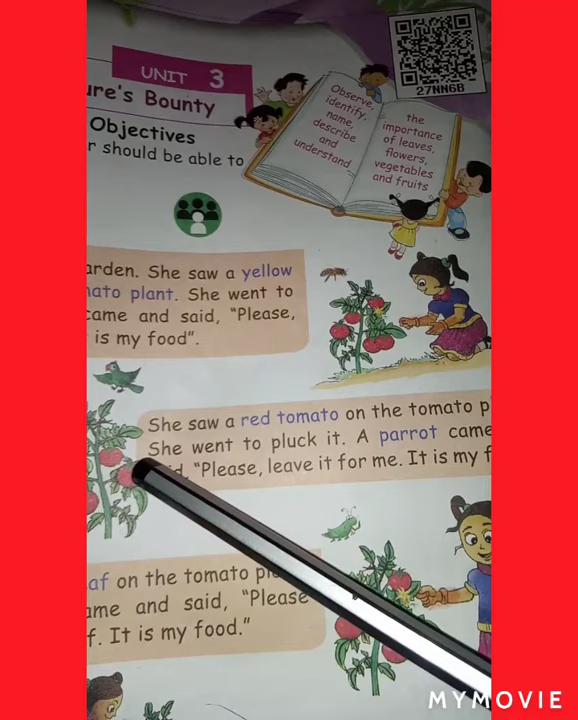 UNIT 3
ure's Bounty
Objectives
r should be able to
Observe,
identify,
name,
describe
and
understand
the
importance
of leaves,
flowers,
vegetables
and fruits
27NN6B
arden. She saw a yellow
nato plant. She went to
came and said, "Please,
is my food".
She saw a red tomato on the tomato p
She went to pluck it. A parrot came
"Please, leave it for me. It is my f
af on the tomato
ame and said, "Please
f. It is my food."
MYMOVIE